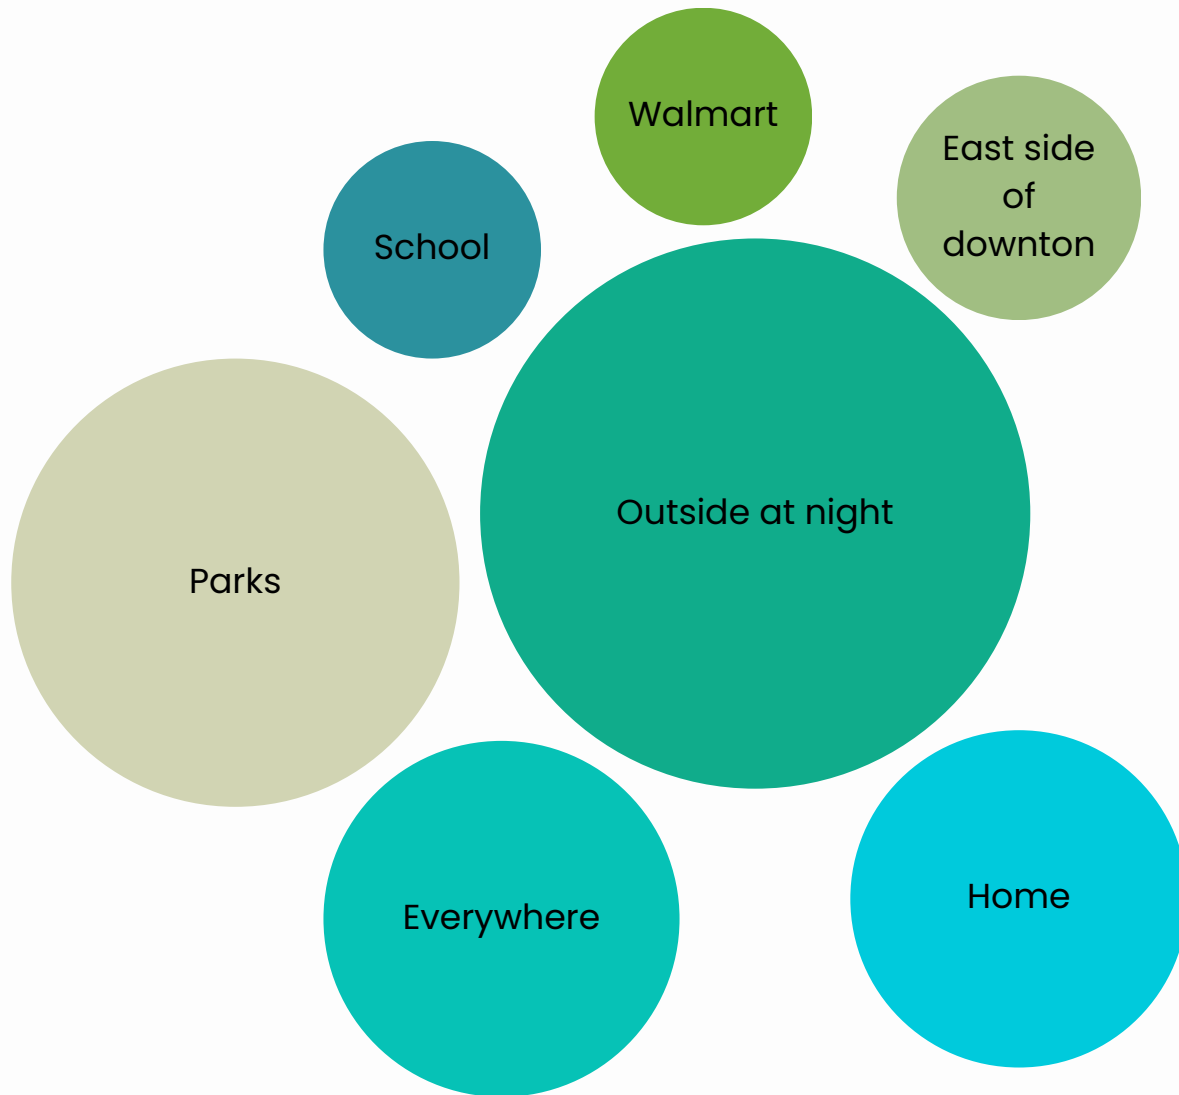 Walmart
East side
of
downton
School
Outside at night
Parks
Home
Everywhere